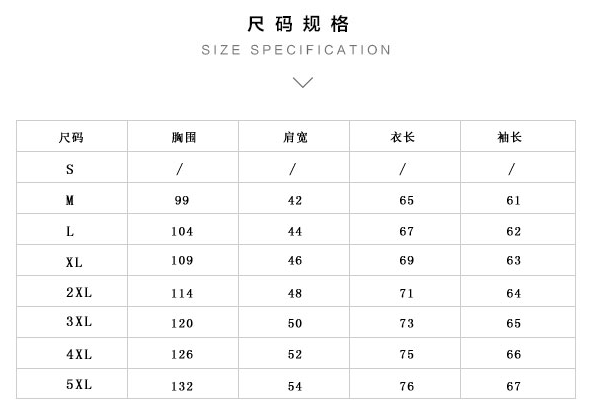 尺码规格
SIZE SPECIFICATION
尺码 胸围 肩宽 衣长 袖长
S / / / /
M 99 42 65 61
L 104 44 67 62
XL 109 46 69 63
2XL 114 48 71 64
3XL 120 50 73 65
4XL 126 52 75 66
5XL 132 54 76 67